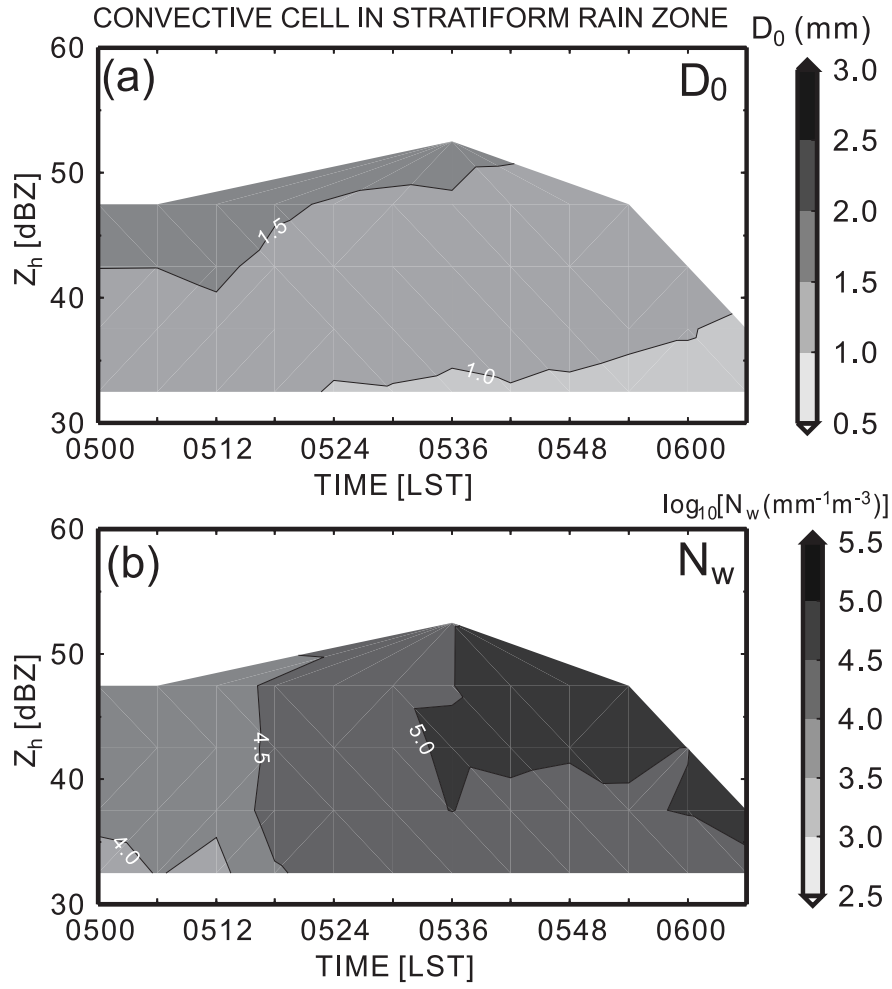 CONVECTIVE CELL IN STRATIFORM RAIN ZONE
D0 (mm)
(a)
D0
60
50
40
30
Zh [dBZ]
1.5
1.0
0500 0512 0524 0536 0548 0600
TIME [LST]
3.0
2.5
2.0
1.5
1.0
0.5
log10[Nw(mm-1m-3)]
(b)
Nw
60
50
40
30
Zh [dBZ]
4.0
4.5
5.0
0500 0512 0524 0536 0548 0600
TIME [LST]
5.5
5.0
4.5
4.0
3.5
3.0
2.5